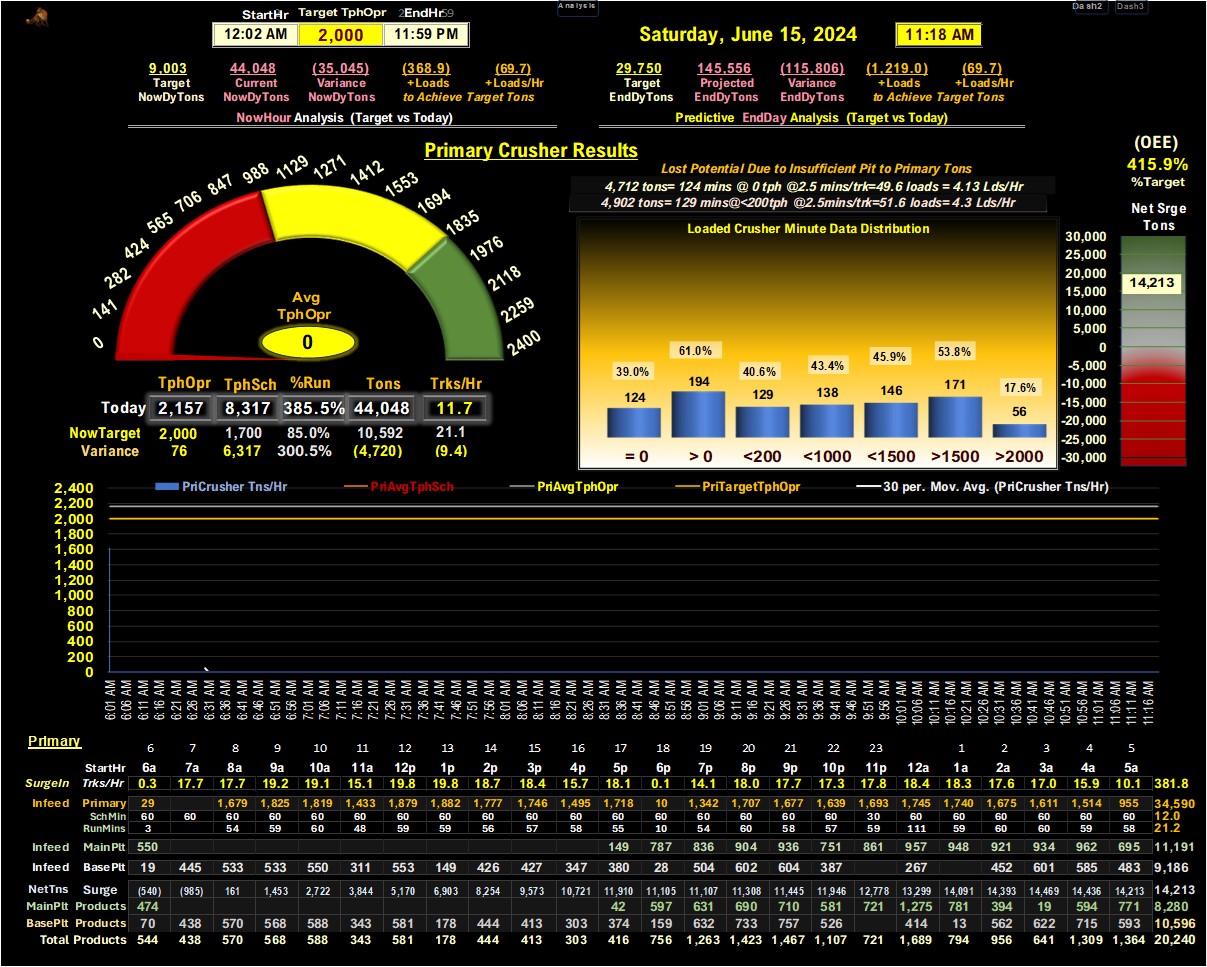 Analysis Dash2 Dash3
StartHr Target TphOpr EndHr
12:02 AM 2,000 11:59 PM
Saturday, June 15, 2024 11:18 AM
9,003 44,048 (35,045) (368.9) (69.7)
Target Current Variance +Loads +Loads/Hr
NowDyTons NowDyTons NowDyTons to Achieve Target Tons
NowHour Analysis (Target vs Today)
29,750 145,556 (115,806) (1,219.0) (69.7)
Target Projected Variance +Loads +Loads/Hr
EndDyTons EndDyTons EndDyTons to Achieve Target Tons
Predictive EndDay Analysis (Target vs Today)
Primary Crusher Results
0 141 282 424 565 706 847 988 1129 1271 1412 1553 1694 1835 1976 2118 2259 2400
Avg
TphOpr
0
TphOpr TphSch %Run Tons Trks/Hr
Today 2,157 8,317 385.5% 44,048 11.7
NowTarget 2,000 1,700 85.0% 10,592 21.1
Variance 76 6,317 300.5% (4,720) (9.4)
Lost Potential Due to Insufficient Pit to Primary Tons
4,712 tons= 124 mins @ 0 tph @2.5 mins/trk=49.6 loads = 4.13 Lds/Hr
4,902 tons= 129 mins@<200tph @2.5mins/trk=51.6 loads= 4.3 Lds/Hr
Loaded Crusher Minute Data Distribution
39.0% 61.0% 40.6% 43.4% 45.9% 53.8% 17.6%
124 194 129 138 146 171 56
= 0 > 0 <200 <1000 <1500 >1500 >2000
(OEE)
415.9%
%Target
Net Srge
Tons
30,000
25,000
20,000
14,213
15,000
10,000
5,000
0
-5,000
-10,000
-15,000
-20,000
-25,000
-30,000
PriCrusher Tns/Hr PriAvgTphSch PriAvgTphOpr PriTargetTphOpr 30 per. Mov. Avg. (PriCrusher Tns/Hr)
2,400
2,200
2,000
1,800
1,600
1,400
1,200
1,000
800
600
400
200
0
6:01 AM 6:06 AM 6:11 AM 6:16 AM 6:21 AM 6:26 AM 6:31 AM 6:36 AM 6:41 AM 6:46 AM 6:51 AM 6:56 AM 7:01 AM 7:06 AM 7:11 AM 7:16 AM 7:21 AM 7:26 AM 7:31 AM 7:36 AM 7:41 AM 7:46 AM 7:51 AM 7:56 AM 8:01 AM 8:06 AM 8:11 AM 8:16 AM 8:21 AM 8:26 AM 8:31 AM 8:36 AM 8:41 AM 8:46 AM 8:51 AM 8:56 AM 9:01 AM 9:06 AM 9:11 AM 9:16 AM 9:21 AM 9:26 AM 9:31 AM 9:36 AM 9:41 AM 9:46 AM 9:51 AM 9:56 AM 10:01 AM 10:06 AM 10:11 AM 10:16 AM 10:21 AM 10:26 AM 10:31 AM 10:36 AM 10:41 AM 10:46 AM 10:51 AM 10:56 AM 11:01 AM 11:06 AM 11:11 AM 11:16 AM
Primary 6 7 8 9 10 11 12 13 14 15 16 17 18 19 20 21 22 23 1 2 3 4 5
StartHr 6a 7a 8a 9a 10a 11a 12p 1p 2p 3p 4p 5p 6p 7p 8p 9p 10p 11p 12a 1a 2a 3a 4a 5a
SurgeIn Trks/Hr 0.3 17.7 17.7 19.2 19.1 15.1 19.8 19.8 18.7 18.4 15.7 18.1 0.1 14.1 18.0 17.7 17.3 17.8 18.4 18.3 17.6 17.0 15.9 10.1 381.8
Infeed Primary 29 1,679 1,825 1,819 1,433 1,879 1,882 1,777 1,746 1,495 1,718 10 1,342 1,707 1,677 1,639 1,693 1,745 1,740 1,675 1,611 1,514 955 34,590
SchMin 60 60 60 60 60 60 60 60 60 60 60 60 60 60 60 60 60 30 60 60 60 60 60 60 12.0
RunMins 3 54 59 60 48 59 59 56 57 58 55 10 54 60 58 57 59 111 59 60 60 59 58 21.2
Infeed MainPlt 550 149 787 836 904 936 751 861 957 948 921 934 962 695 11,191
Infeed BasePlt 19 445 533 533 550 311 553 149 426 427 347 380 28 504 602 604 387 267 452 601 585 483 9,186
NetTns Surge (540) (985) 161 1,453 2,722 3,844 5,170 6,903 8,254 9,573 10,721 11,910 11,105 11,107 11,308 11,445 11,946 12,778 13,299 14,091 14,393 14,469 14,436 14,213 14,213
MainPlt Products 474 42 597 631 690 710 581 721 1,275 781 394 19 594 771 8,280
BasePlt Products 70 438 570 568 588 343 581 178 444 413 303 374 159 632 733 757 526 414 13 562 622 715 593 10,596
Total Products 544 438 570 568 588 343 581 178 444 413 303 416 756 1,263 1,423 1,467 1,107 721 1,689 794 956 641 1,309 1,364 20,240